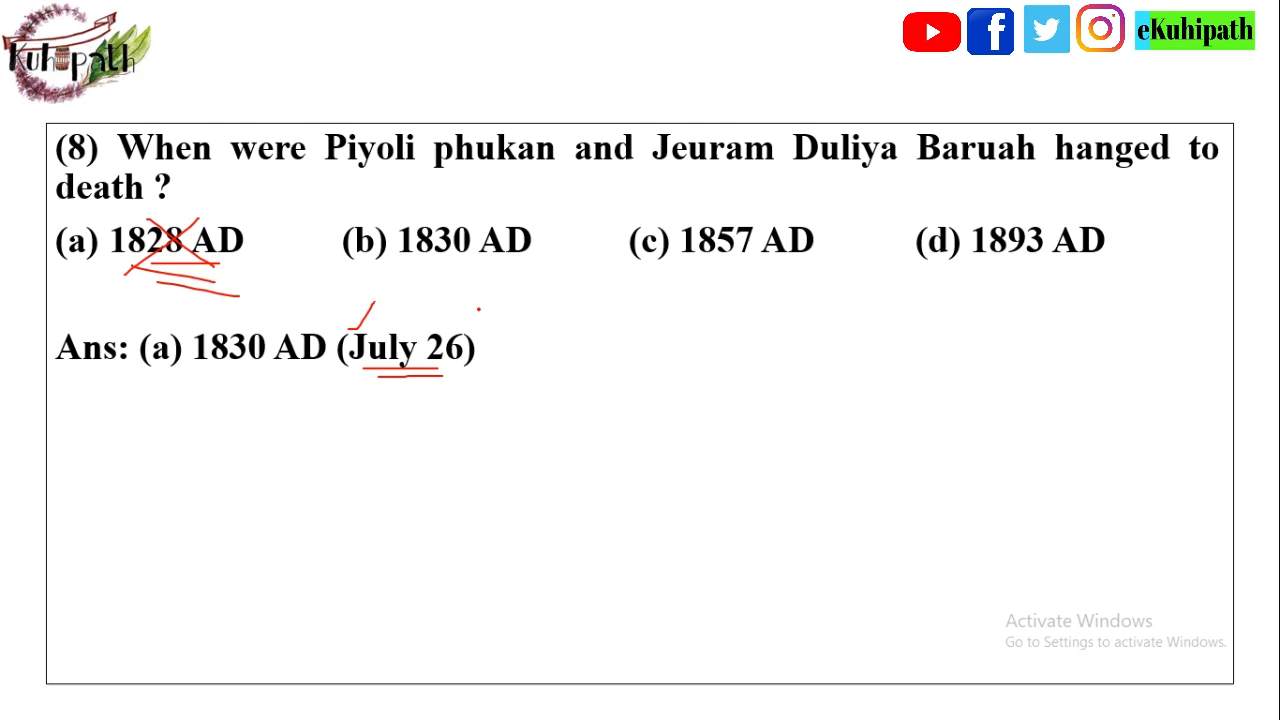 Kuhipath
eKuhipath
(8) When were Piyoli phukan and Jeuram Duliya Baruah hanged to
death ?
(a) 1828 AD (b) 1830 AD (c) 1857 AD (d) 1893 AD
Ans: (a) 1830 AD (July 26)
Activate Windows
Go to Settings to activate Windows.